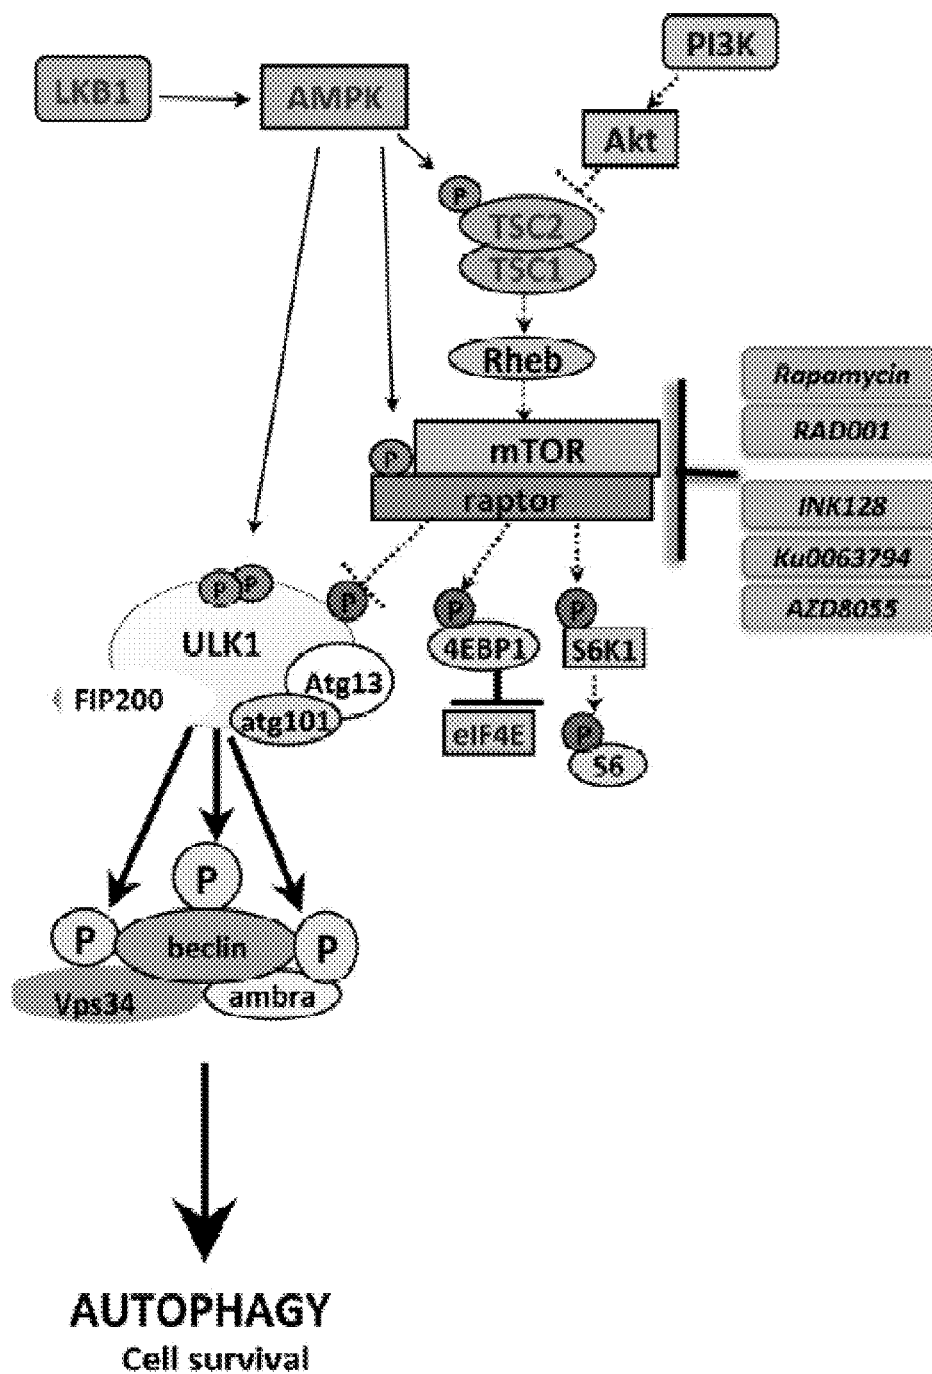 PI3K
LKB1
AMPK
Akt
P
TSC2
TSC1
Rheb
Rapamycin
RAD001
mTOR
P
raptor
INK128
Ku0063794
AZD8055
P P
P
P
P
ULK1
4EBP1
S6K1
Atg13
FIP200
atg101
eIF4E
P
S6
P
P
P
beclin
Vps34
ambra
AUTOPHAGY
Cell survival